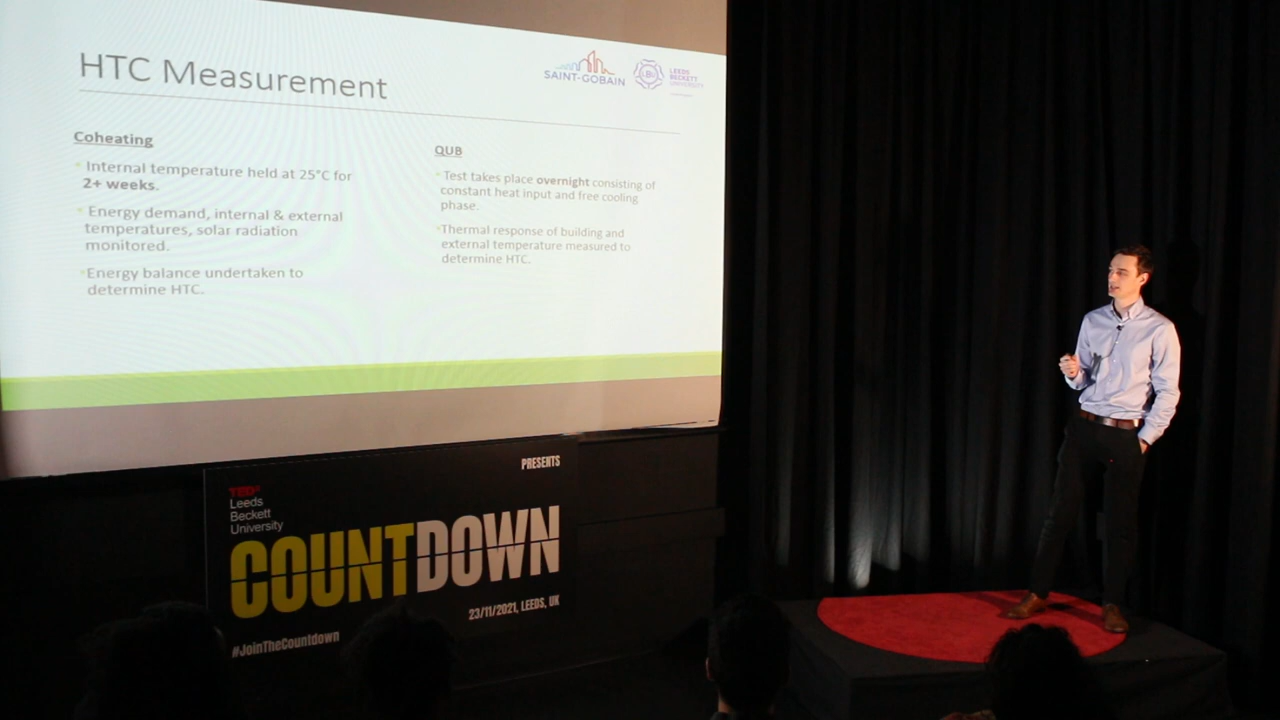 HTC Measurement
SAINT-GOBAIN
LBU
LEEDS
BECKETT
UNIVERSITY
Coheating
Internal temperature held at 25°C for
2+ weeks.
Energy demand, internal & external
temperatures, solar radiation
monitored.
Energy balance undertaken to
determine HTC.
QUB
Test takes place overnight consisting of
constant heat input and free cooling
phase.
Thermal response of building and
external temperature measured to
determine HTC.
PRESENTS
TEDx
Leeds
Beckett
University
COUNTDOWN
23/11/2021, LEEDS, UK
#JoinTheCountdown